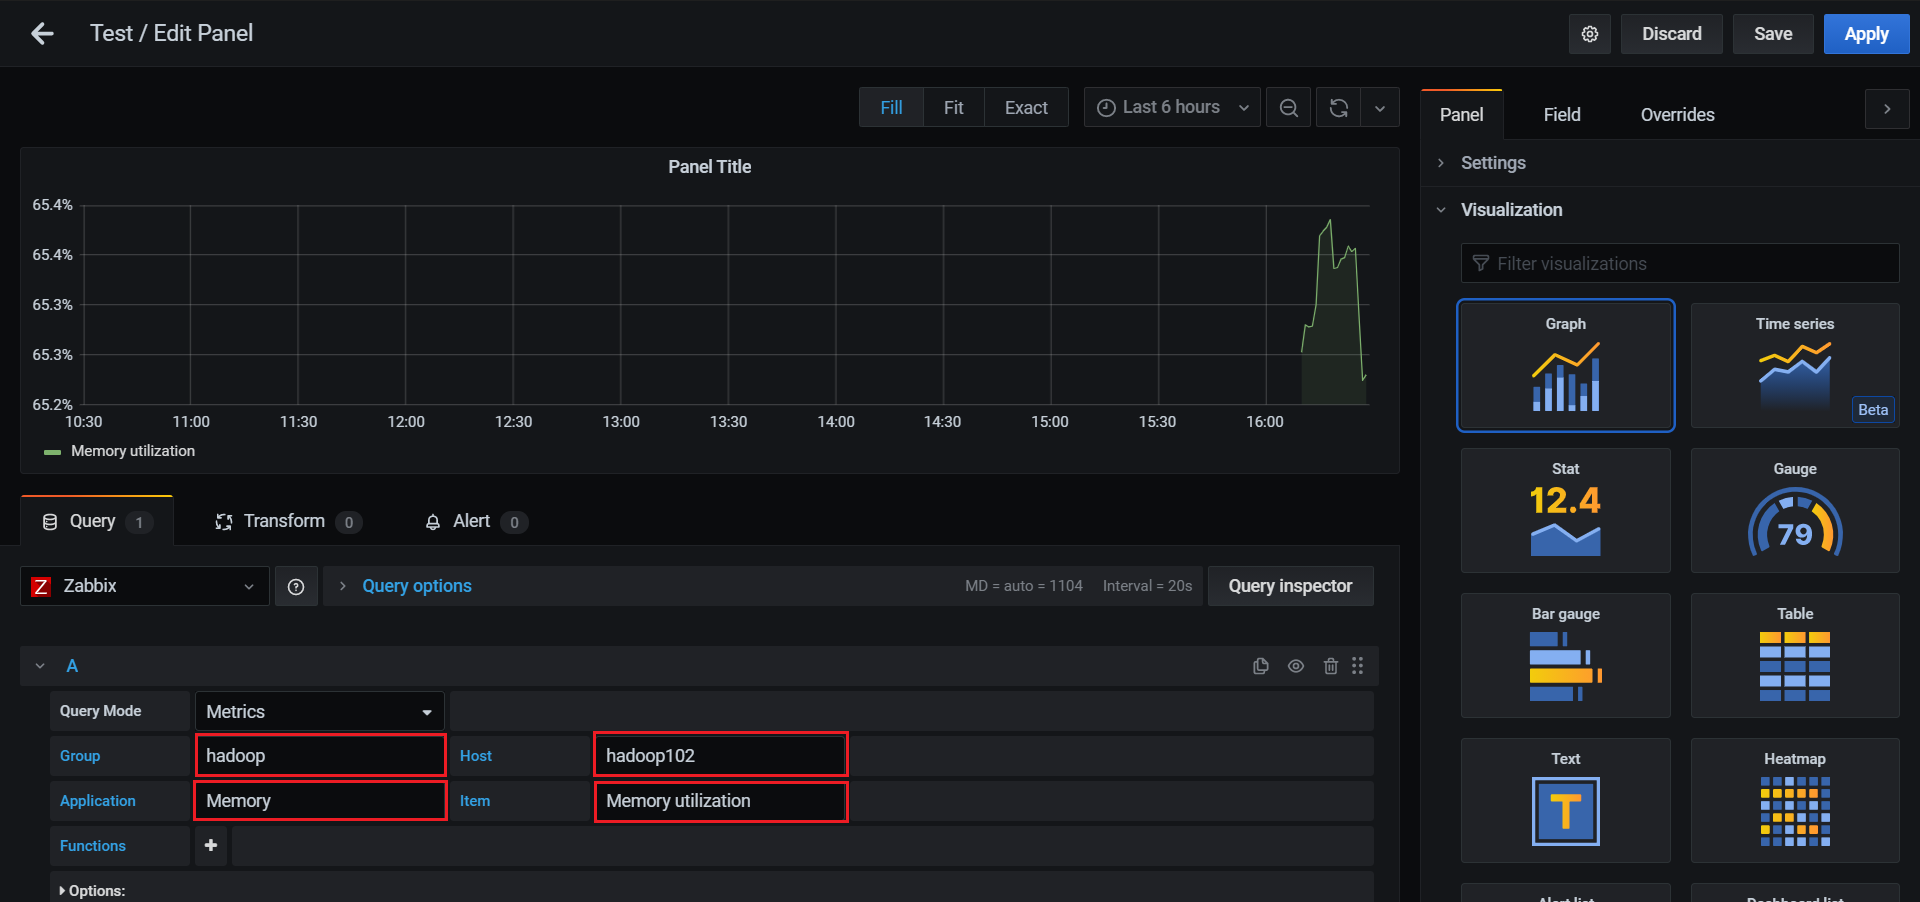 Test / Edit Panel
Discard
Save
Apply
Fill
Fit
Exact
Last 6 hours
Panel
Field
Overrides
Settings
Visualization
Filter visualizations
Panel Title
65.4%
65.4%
65.3%
65.3%
65.2%
10:30 11:00 11:30 12:00 12:30 13:00 13:30 14:00 14:30 15:00 15:30 16:00
Memory utilization
Graph
Time series
Beta
Stat
12.4
Gauge
79
Bar gauge
Table
Text
T
Heatmap
Alert list
Dashboard list
Query 1
Transform 0
Alert 0
Z Zabbix
Query options
MD = auto = 1104
Interval = 20s
Query inspector
A
Query Mode Metrics
Group hadoop Host hadoop102
Application Memory Item Memory utilization
Functions
Options: